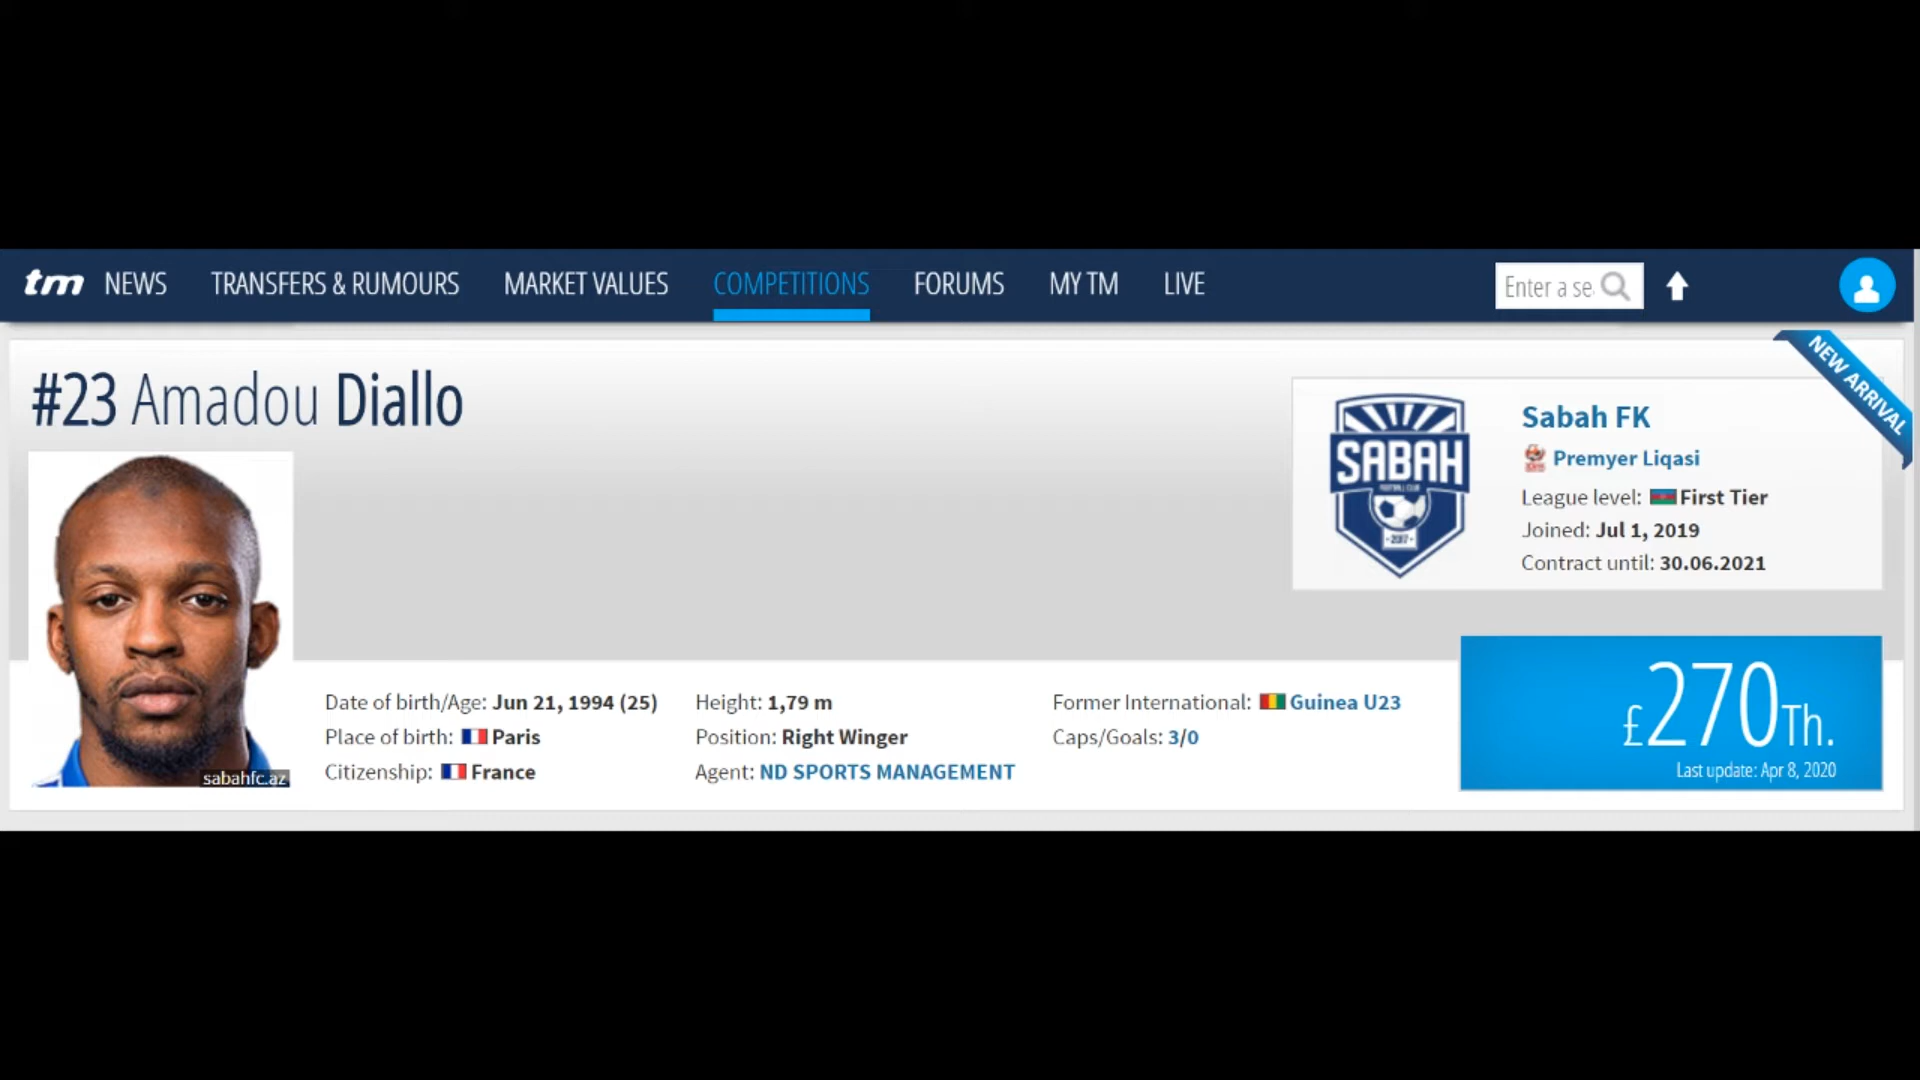 tm NEWS TRANSFERS & RUMOURS MARKET VALUES COMPETITIONS FORUMS MY TM LIVE Enter a se
NEW ARRIVAL
#23 Amadou Diallo
SABAH
FOOTBALL CLUB
-2017-
Sabah FK
Premyer Liqasi
League level: First Tier
Joined: Jul 1, 2019
Contract until: 30.06.2021
sabahfc.az
Date of birth/Age: Jun 21, 1994 (25)
Place of birth: Paris
Citizenship: France
Height: 1,79 m
Position: Right Winger
Agent: ND SPORTS MANAGEMENT
Former International: Guinea U23
Caps/Goals: 3/0
£270Th.
Last update: Apr 8, 2020